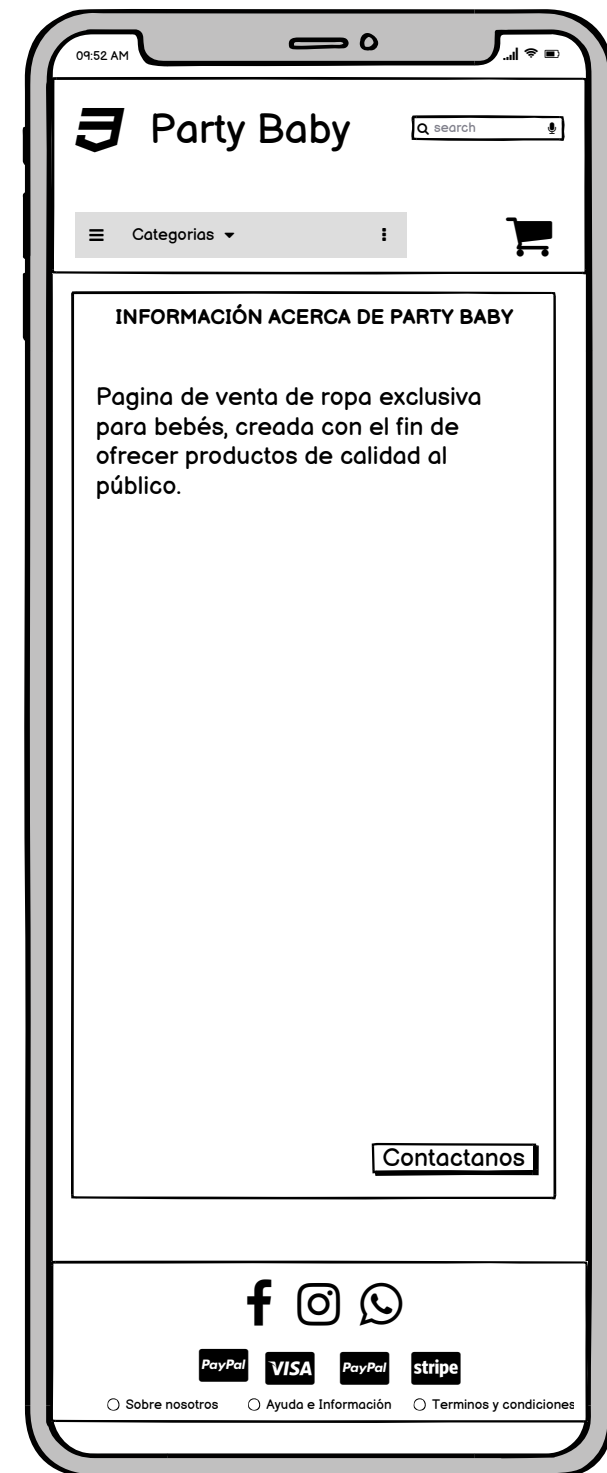 09:52 AM
Party Baby
search
Categorias
INFORMACIÓN ACERCA DE PARTY BABY
Pagina de venta de ropa exclusiva
para bebés, creada con el fin de
ofrecer productos de calidad al
público.
Contactanos
PayPal VISA PayPal stripe
Sobre nosotros Ayuda e Información Terminos y condiciones